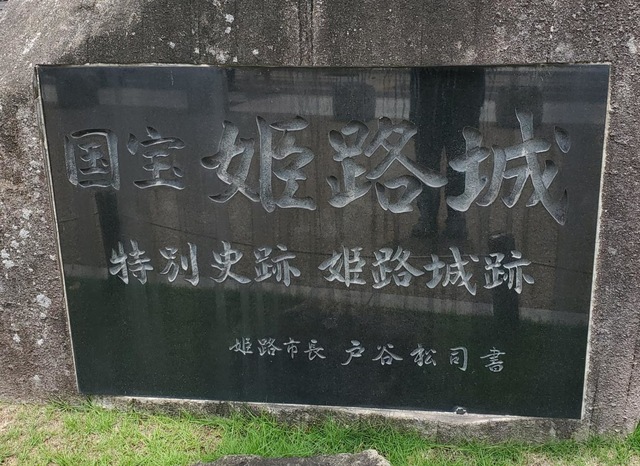 国宝姫路城
特別史跡 姫路城跡
姫路市長 戸谷松司書